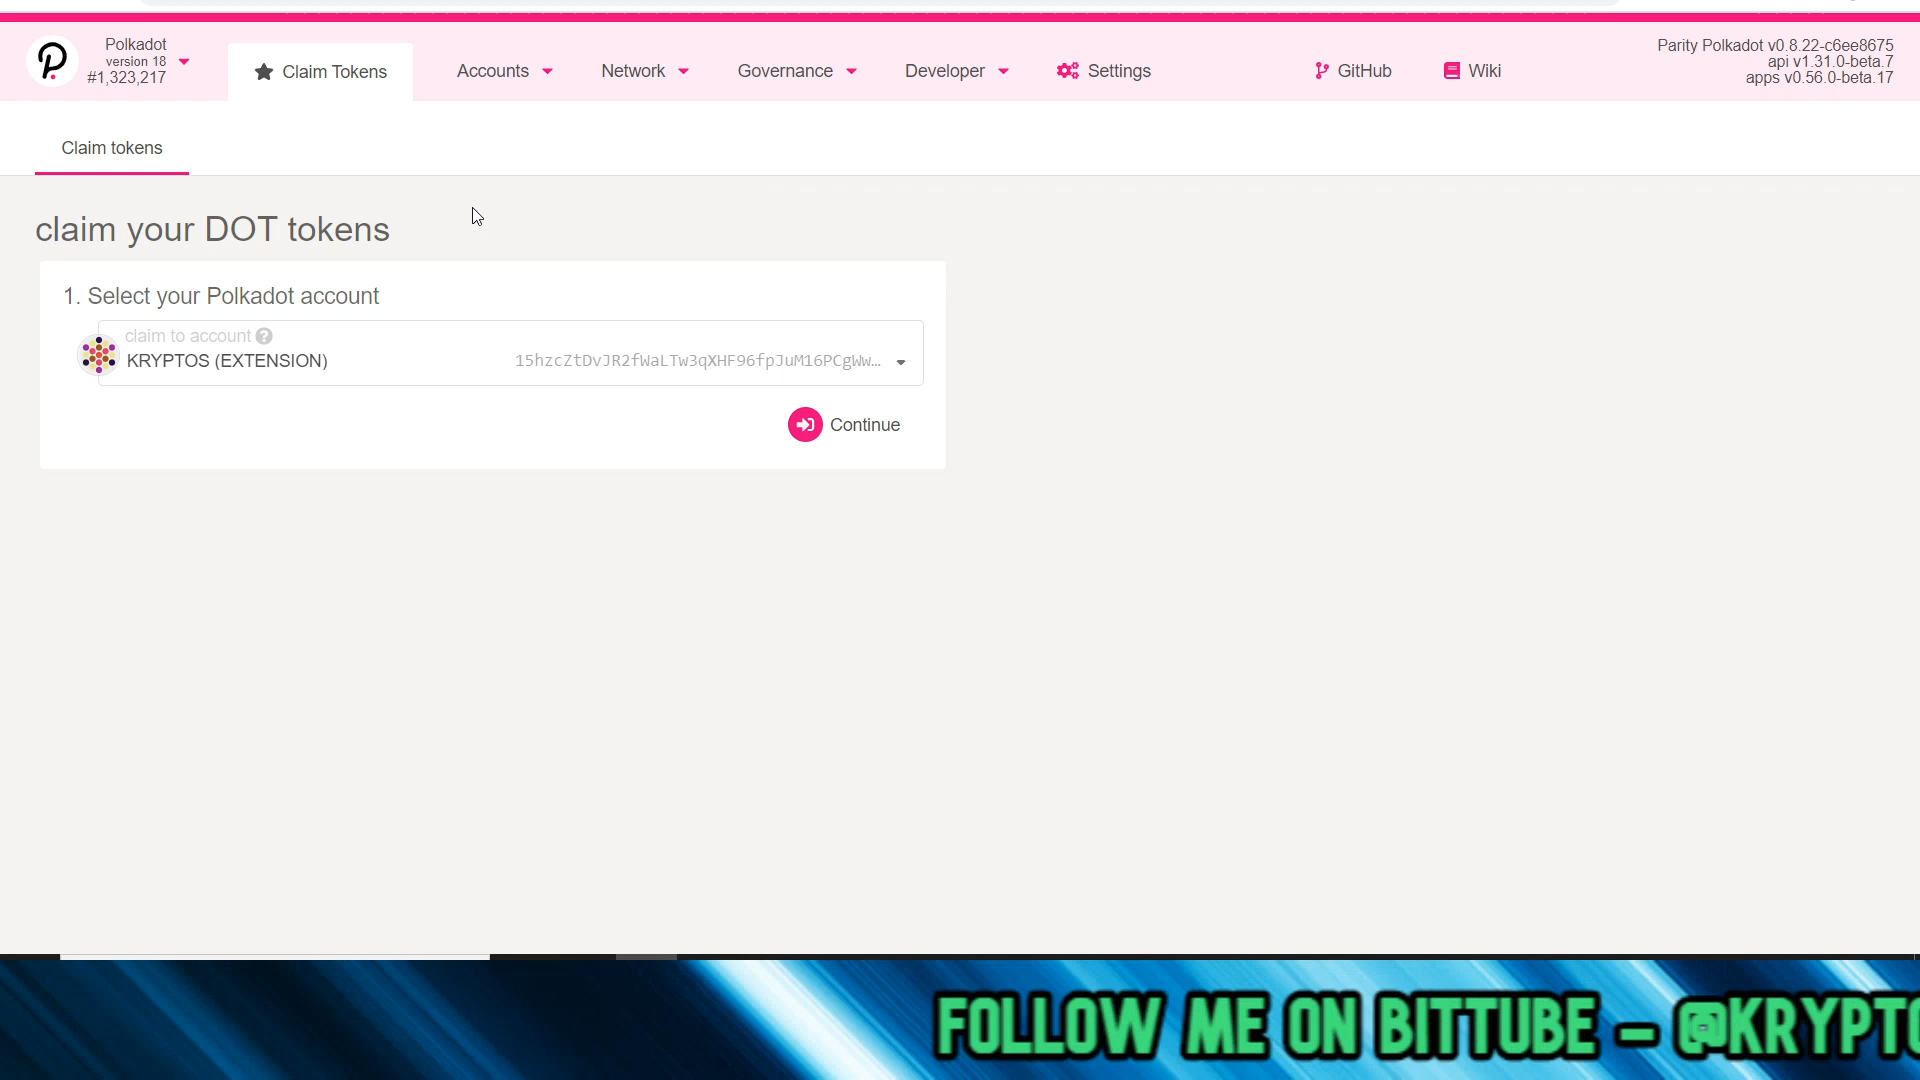 Polkadot
version 18
#1,323,217
Claim Tokens
Accounts
Network
Governance
Developer
Settings
GitHub
Wiki
Parity Polkadot v0.8.22-c6ee8675
api v1.31.0-beta.7
apps v0.56.0-beta.17
Claim tokens
claim your DOT tokens
1. Select your Polkadot account
claim to account
KRYPTOS (EXTENSION)
15hzcZtDvJR2fWaLTw3qXHF96fpJuM16PCgWw…
Continue
FOLLOW ME ON BITTUBE – @KRYPTO